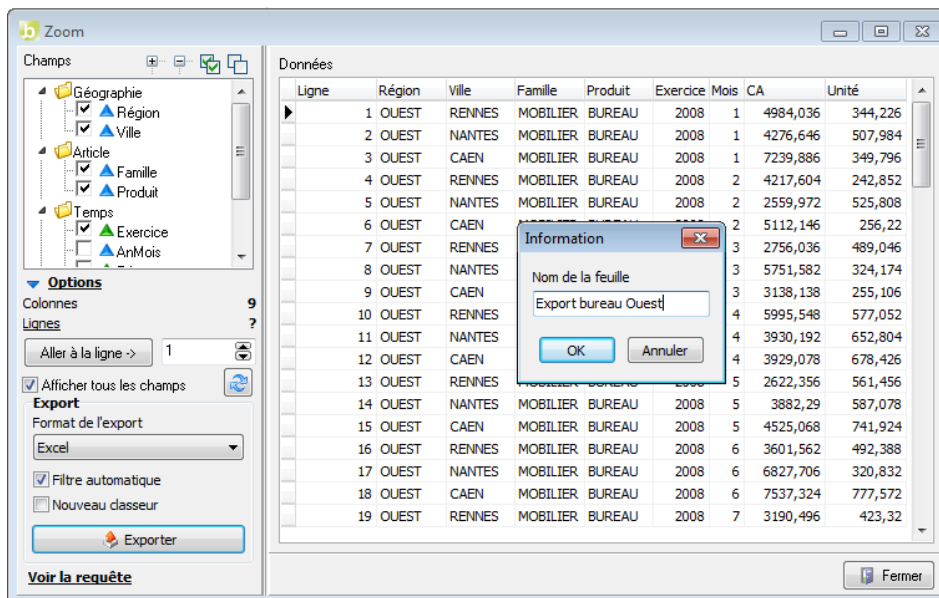 Zoom
Champs
Géographie
Région
Ville
Article
Famille
Produit
Temps
Exercice
AnMois
Options
Colonnes 9
Lignes ?
Aller à la ligne -> 1
Afficher tous les champs
Export
Format de l'export
Excel
Filtre automatique
Nouveau classeur
Exporter
Voir la requête
Données
Ligne Région Ville Famille Produit Exercice Mois CA Unité
1 OUEST RENNES MOBILIER BUREAU 2008 1 4984,036 344,226
2 OUEST NANTES MOBILIER BUREAU 2008 1 4276,646 507,984
3 OUEST CAEN MOBILIER BUREAU 2008 1 7239,886 349,796
4 OUEST RENNES MOBILIER BUREAU 2008 2 4217,604 242,852
5 OUEST NANTES MOBILIER BUREAU 2008 2 2559,972 525,808
6 OUEST CAEN 2 5112,146 256,22
7 OUEST RENNES 3 2756,036 489,046
8 OUEST NANTES 3 5751,582 324,174
9 OUEST CAEN 3 3138,138 255,106
10 OUEST RENNES 4 5995,548 577,052
11 OUEST NANTES 4 3930,192 652,804
12 OUEST CAEN 4 3929,078 678,426
13 OUEST RENNES 5 2622,356 561,456
14 OUEST NANTES MOBILIER BUREAU 2008 5 3882,29 587,078
15 OUEST CAEN MOBILIER BUREAU 2008 5 4525,068 741,924
16 OUEST RENNES MOBILIER BUREAU 2008 6 3601,562 492,388
17 OUEST NANTES MOBILIER BUREAU 2008 6 6827,706 320,832
18 OUEST CAEN MOBILIER BUREAU 2008 6 7537,324 777,572
19 OUEST RENNES MOBILIER BUREAU 2008 7 3190,496 423,32
Information
Nom de la feuille
Export bureau Ouest
OK Annuler
Fermer